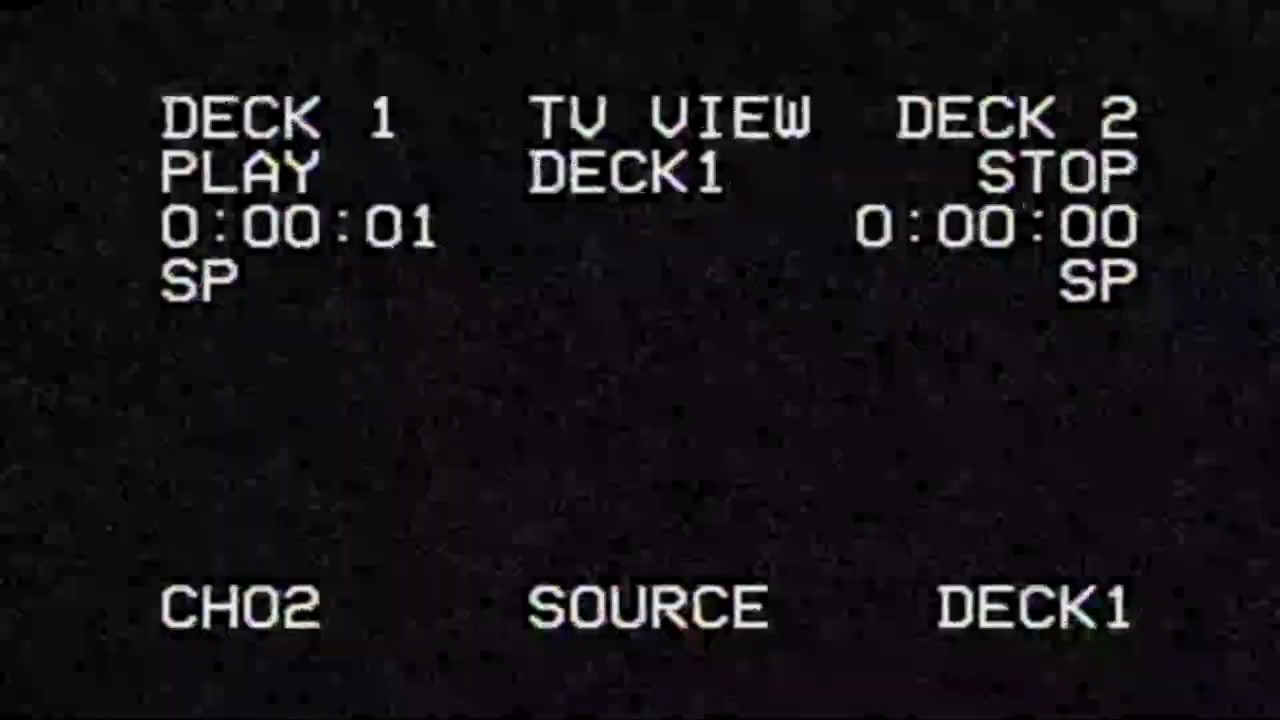 DECK 1 TV VIEW DECK 2
PLAY DECK1 STOP
0:00:01 0:00:00
SP SP
CH02 SOURCE DECK1